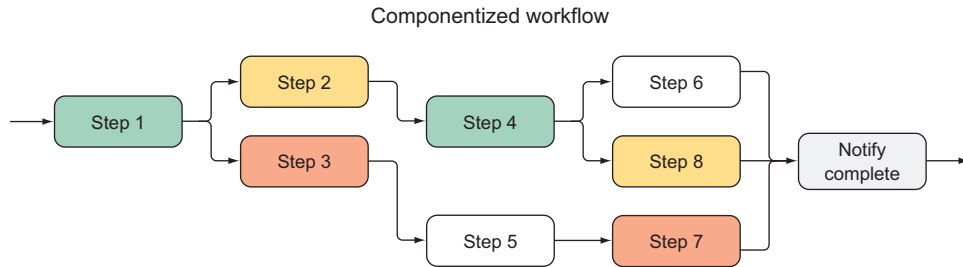 Componentized workflow
Step 1
Step 2
Step 3
Step 4
Step 5
Step 6
Step 8
Step 7
Notify
complete